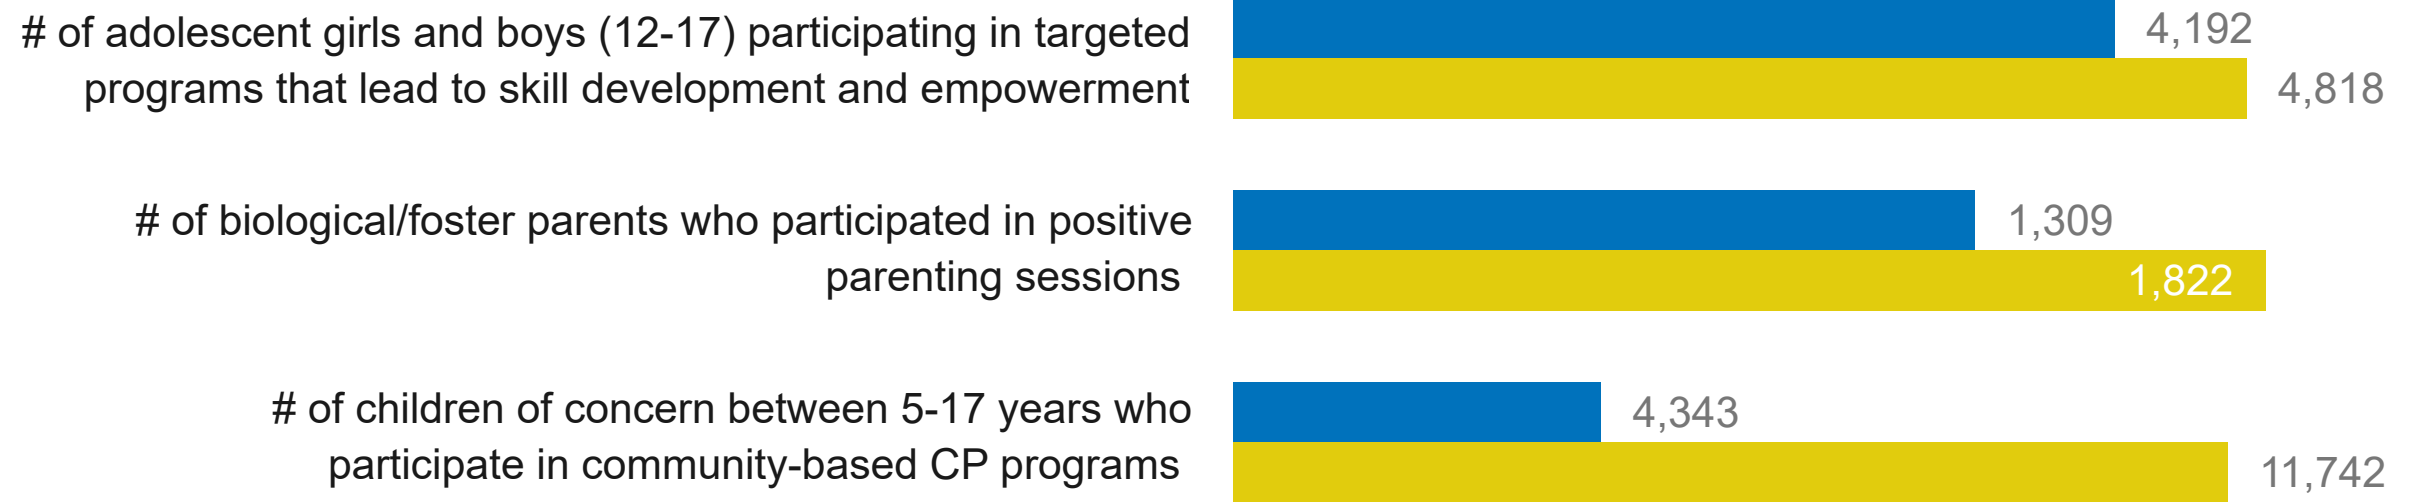 # of adolescent girls and boys (12-17) participating in targeted
programs that lead to skill development and empowerment
4,192
4,818
# of biological/foster parents who participated in positive
parenting sessions
1,309
1,822
# of children of concern between 5-17 years who
participate in community-based CP programs
4,343
11,742